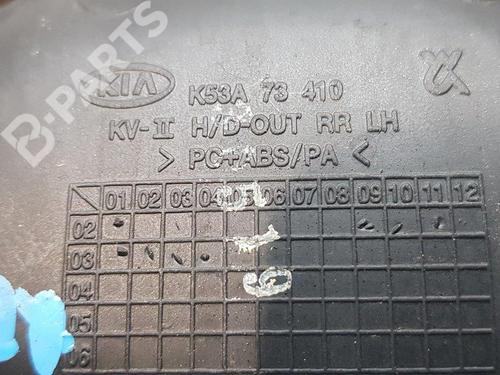 B-PARTS
KIA K53A 73 410
KV-II H/D-OUT RR LH
> PC+ABS/PA <
01 02 03 04 05 06 07 08 09 10 11 12
02
03
04
05
06